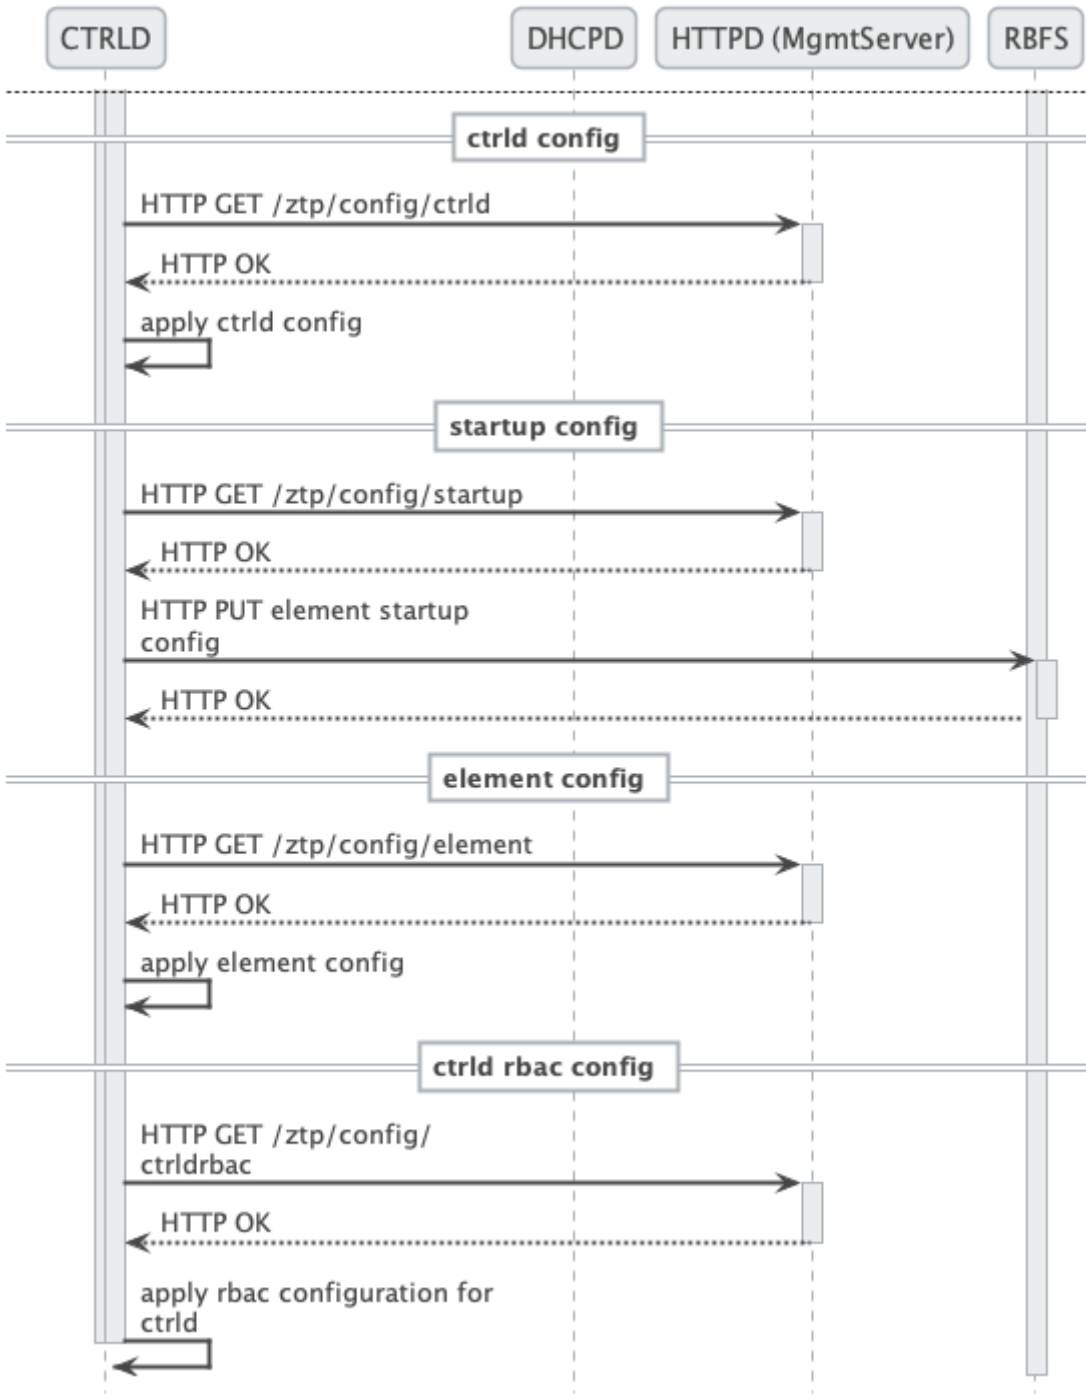 CTRLD
DHCPD
HTTPD (MgmtServer)
RBFS
ctrld config
HTTP GET /ztp/config/ctrld
HTTP OK
apply ctrld config
startup config
HTTP GET /ztp/config/startup
HTTP OK
HTTP PUT element startup
config
HTTP OK
element config
HTTP GET /ztp/config/element
HTTP OK
apply element config
ctrld rbac config
HTTP GET /ztp/config/
ctrldrbac
HTTP OK
apply rbac configuration for
ctrld